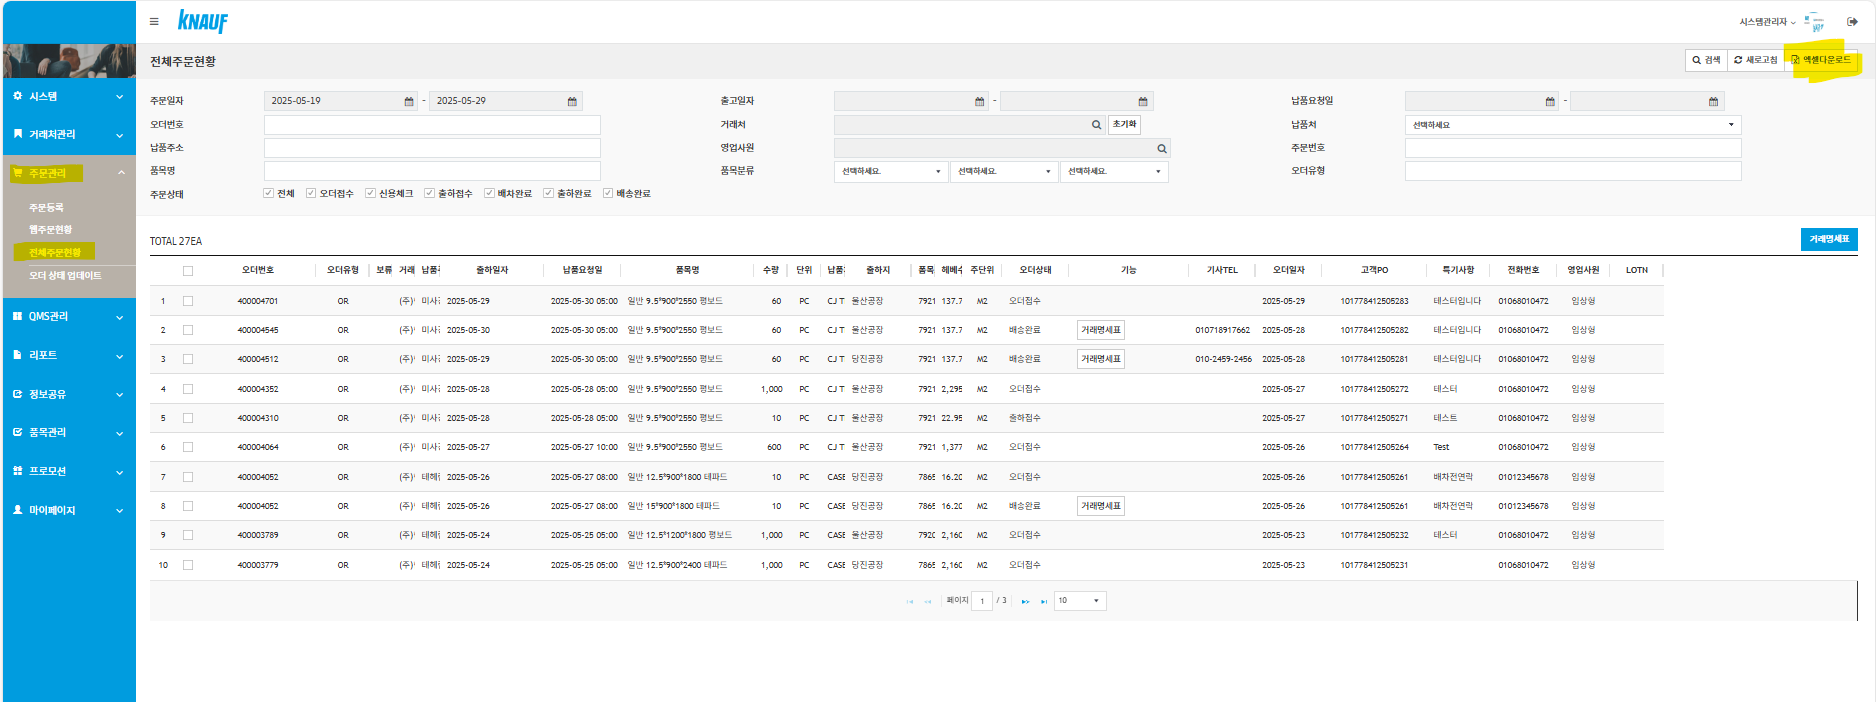 KNAUF
시스템관리자
전체주문현황
검색 새로고침 엑셀다운로드
시스템
거래처관리
주문관리
주문등록
웹주문현황
전체주문현황
오더 상태 업데이트
QMS관리
리포트
정보공유
품목관리
프로모션
마이페이지
주문일자 2025-05-19 - 2025-05-29 출고일자 - 납품요청일 -
오더번호 거래처 초기화 납품처 선택하세요
납품주소 영업사원 주문번호
품목명 품목분류 선택하세요. 선택하세요. 선택하세요. 오더유형
주문상태 전체 오더접수 신용체크 출하접수 배차완료 출하완료 배송완료
TOTAL 27EA 거래명세표
오더번호 오더유형 보류 거래 납품 출하일자 납품요청일 품목명 수량 단위 납품 출하지 품목 헤베수 주단위 오더상태 기능 기사TEL 오더일자 고객PO 특기사항 전화번호 영업사원 LOTN
1 400004701 OR (주) 미사 2025-05-29 2025-05-30 05:00 일반 9.5*900*2550 평보드 60 PC CJ T 울산공장 7921 137.7 M2 오더접수 2025-05-29 101778412505283 테스터입니다 01068010472 임상형
2 400004545 OR (주) 미사 2025-05-30 2025-05-30 05:00 일반 9.5*900*2550 평보드 60 PC CJ T 울산공장 7921 137.7 M2 배송완료 거래명세표 010718917662 2025-05-28 101778412505282 테스터입니다 01068010472 임상형
3 400004512 OR (주) 미사 2025-05-29 2025-05-30 05:00 일반 9.5*900*2550 평보드 60 PC CJ T 당진공장 7921 137.7 M2 배송완료 거래명세표 010-2459-2456 2025-05-28 101778412505281 테스터입니다 01068010472 임상형
4 400004352 OR (주) 미사 2025-05-28 2025-05-28 05:00 일반 9.5*900*2550 평보드 1,000 PC CJ T 울산공장 7921 2,295 M2 오더접수 2025-05-27 101778412505272 테스터 01068010472 임상형
5 400004310 OR (주) 미사 2025-05-28 2025-05-28 05:00 일반 9.5*900*2550 평보드 10 PC CJ T 울산공장 7921 22.95 M2 출하접수 2025-05-27 101778412505271 테스트 01068010472 임상형
6 400004064 OR (주) 미사 2025-05-27 2025-05-27 10:00 일반 9.5*900*2550 평보드 600 PC CJ T 울산공장 7921 1,377 M2 오더접수 2025-05-26 101778412505264 Test 01068010472 임상형
7 400004052 OR (주) 테헤 2025-05-26 2025-05-27 08:00 일반 12.5*900*1800 테파드 10 PC CASE 당진공장 7865 16.20 M2 오더접수 2025-05-26 101778412505261 배차전연락 01012345678 임상형
8 400004052 OR (주) 테헤 2025-05-26 2025-05-27 08:00 일반 15*900*1800 테파드 10 PC CASE 당진공장 7865 16.20 M2 배송완료 거래명세표 2025-05-26 101778412505261 배차전연락 01012345678 임상형
9 400003789 OR (주) 테헤 2025-05-24 2025-05-25 05:00 일반 12.5*1200*1800 평보드 1,000 PC CASE 울산공장 7920 2,160 M2 오더접수 2025-05-23 101778412505232 테스터 01068010472 임상형
10 400003779 OR (주) 테헤 2025-05-24 2025-05-25 05:00 일반 12.5*900*2400 테파드 1,000 PC CASE 당진공장 7865 2,160 M2 오더접수 2025-05-23 101778412505231 01068010472 임상형
페이지 1 / 3 10